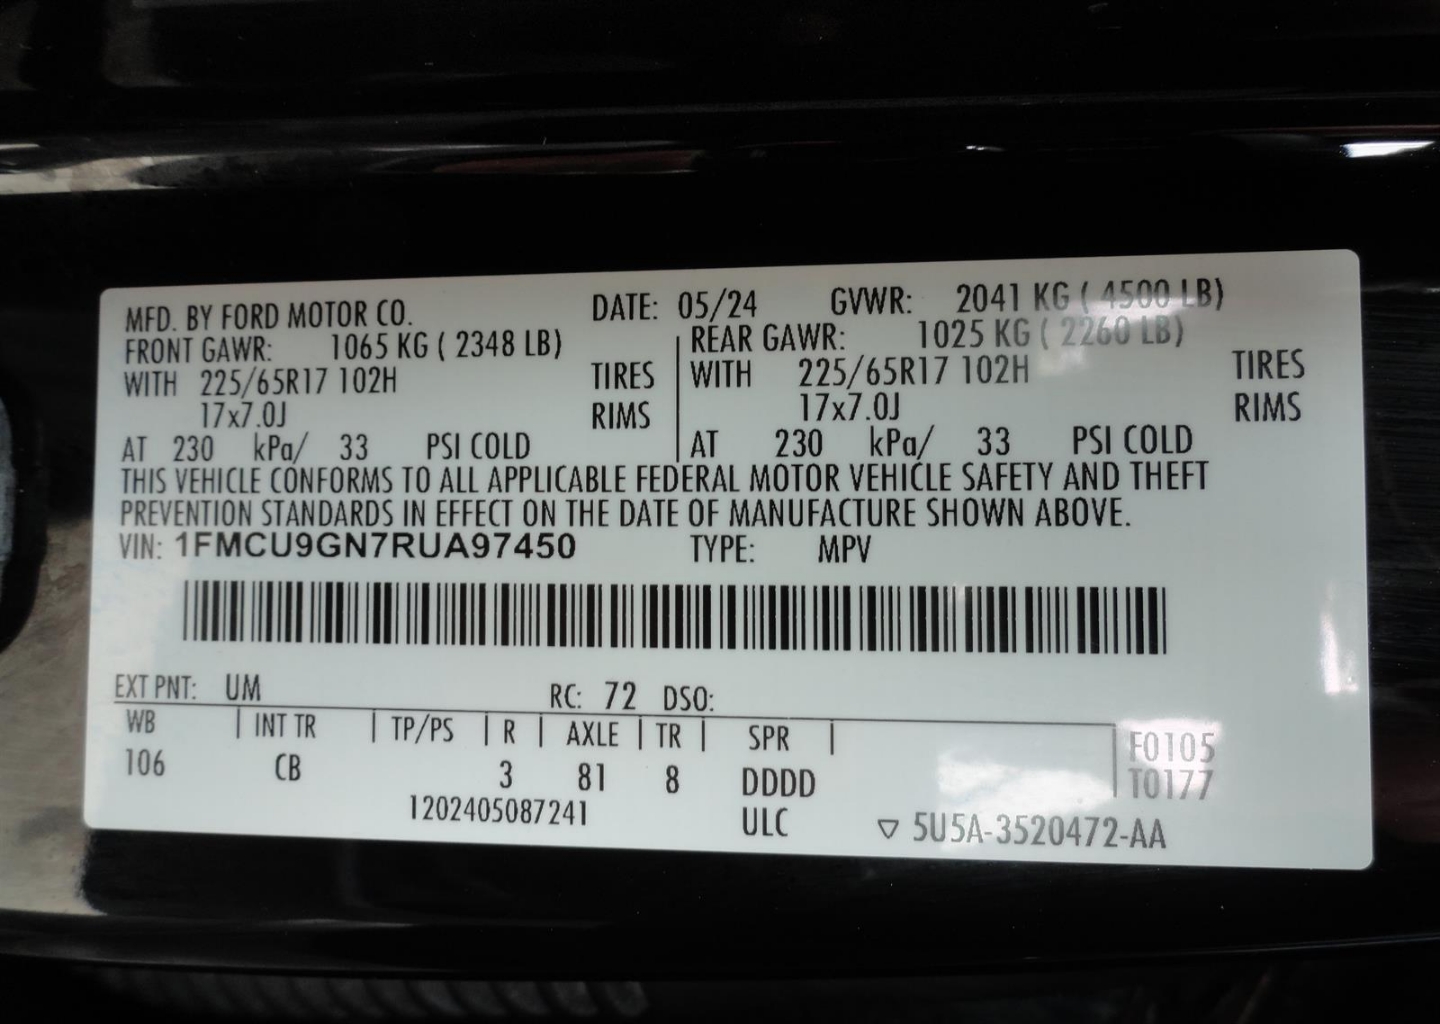 MFD. BY FORD MOTOR CO. DATE: 05/24 GVWR: 2041 KG ( 4500 LB)
FRONT GAWR: 1065 KG ( 2348 LB) REAR GAWR: 1025 KG ( 2260 LB)
WITH 225/65R17 102H TIRES WITH 225/65R17 102H TIRES
17x7.0J RIMS 17x7.0J RIMS
AT 230 kPa/ 33 PSI COLD AT 230 kPa/ 33 PSI COLD
THIS VEHICLE CONFORMS TO ALL APPLICABLE FEDERAL MOTOR VEHICLE SAFETY AND THEFT
PREVENTION STANDARDS IN EFFECT ON THE DATE OF MANUFACTURE SHOWN ABOVE.
VIN: 1FMCU9GN7RUA97450 TYPE: MPV
EXT PNT: UM RC: 72 DSO:
WB INT TR TP/PS R AXLE TR SPR F0105
106 CB 3 81 8 DDDD T0177
1202405087241 ULC ▽ 5U5A-3520472-AA